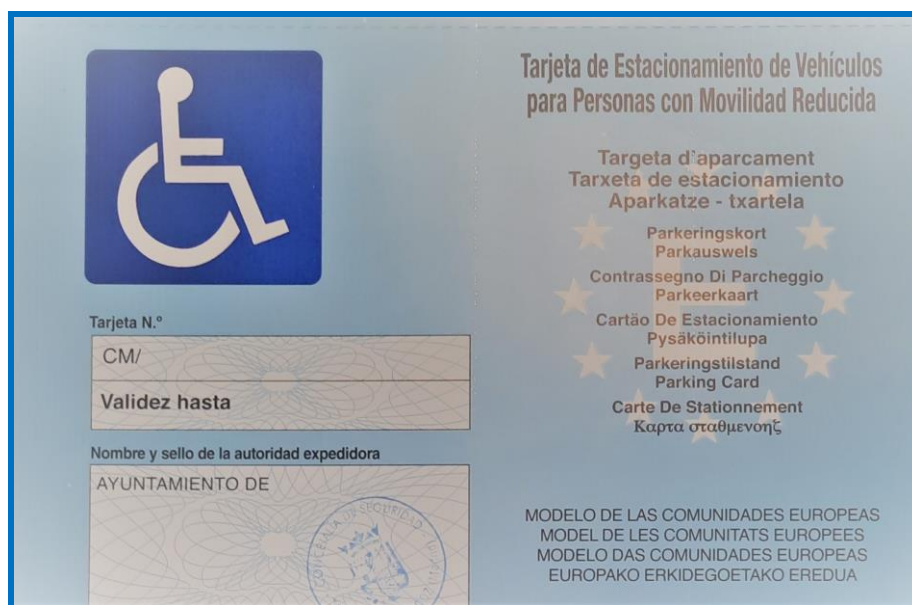 Tarjeta N.º
CM/
Validez hasta
Nombre y sello de la autoridad expedidora
AYUNTAMIENTO DE
CONCEJALIA DE SEGURIDAD
Tarjeta de Estacionamiento de Vehículos
para Personas con Movilidad Reducida
Targeta d`aparcament
Tarxeta de estacionamiento
Aparkatze - txartela
Parkeringskort
Parkauswels
Contrassegno Di Parcheggio
Parkeerkaart
Cartão De Estacionamiento
Pysäköintilupa
Parkeringstilstand
Parking Card
Carte De Stationnement
Καρτα σταθμενοηζ
MODELO DE LAS COMUNIDADES EUROPEAS
MODEL DE LES COMUNITATS EUROPEES
MODELO DAS COMUNIDADES EUROPEAS
EUROPAKO ERKIDEGOETAKO EREDUA